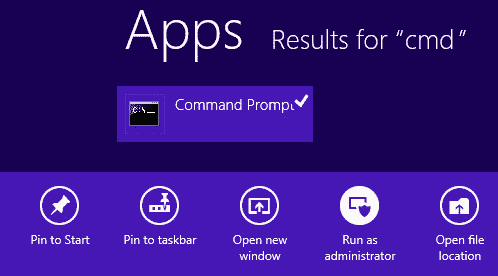 Apps Results for “cmd”
Command Prompt
Pin to Start
Pin to taskbar
Open new
window
Run as
administrator
Open file
location